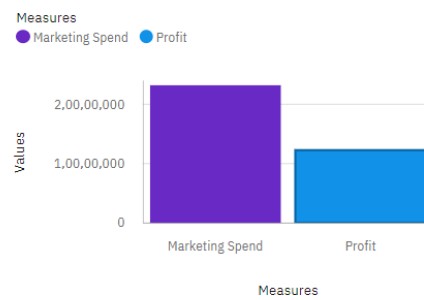 Measures
Marketing Spend Profit
2,00,00,000
Values
1,00,00,000
0
Marketing Spend Profit
Measures